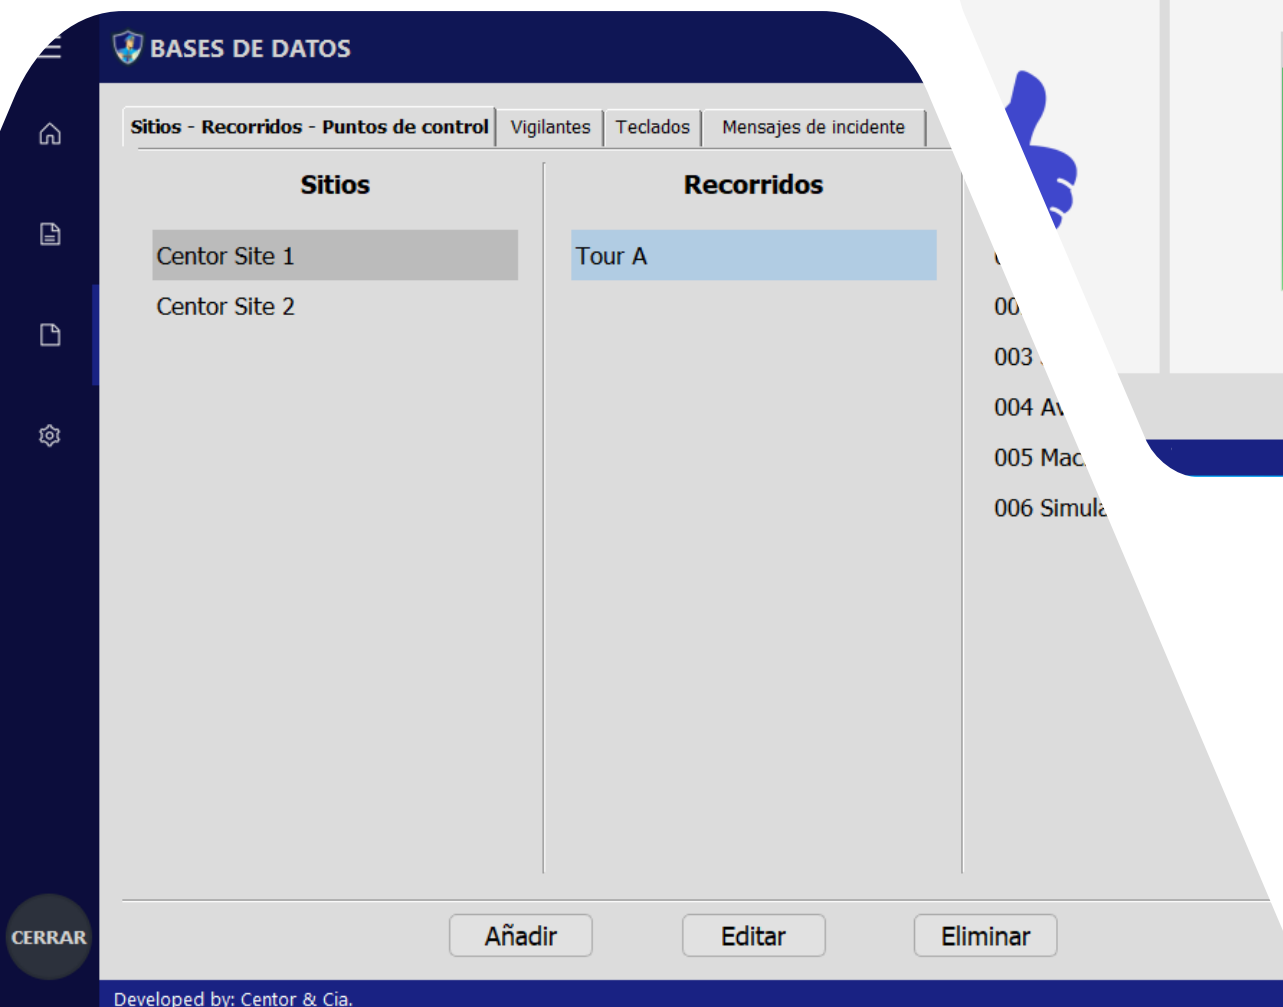 BASES DE DATOS
Sitios - Recorridos - Puntos de control
Vigilantes
Teclados
Mensajes de incidente
Sitios
Recorridos
Centor Site 1
Centor Site 2
Tour A
003
004
005
006
Añadir
Editar
Eliminar
CERRAR
Developed by: Centor & Cia.